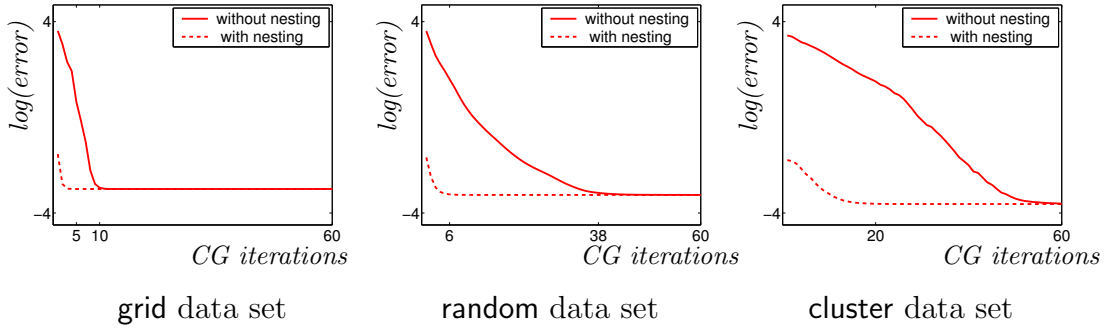 4
without nesting
with nesting
log(error)
−4
5 10 60
CG iterations
grid data set
4
without nesting
with nesting
log(error)
−4
6 38 60
CG iterations
random data set
4
without nesting
with nesting
log(error)
−4
20 60
CG iterations
cluster data set